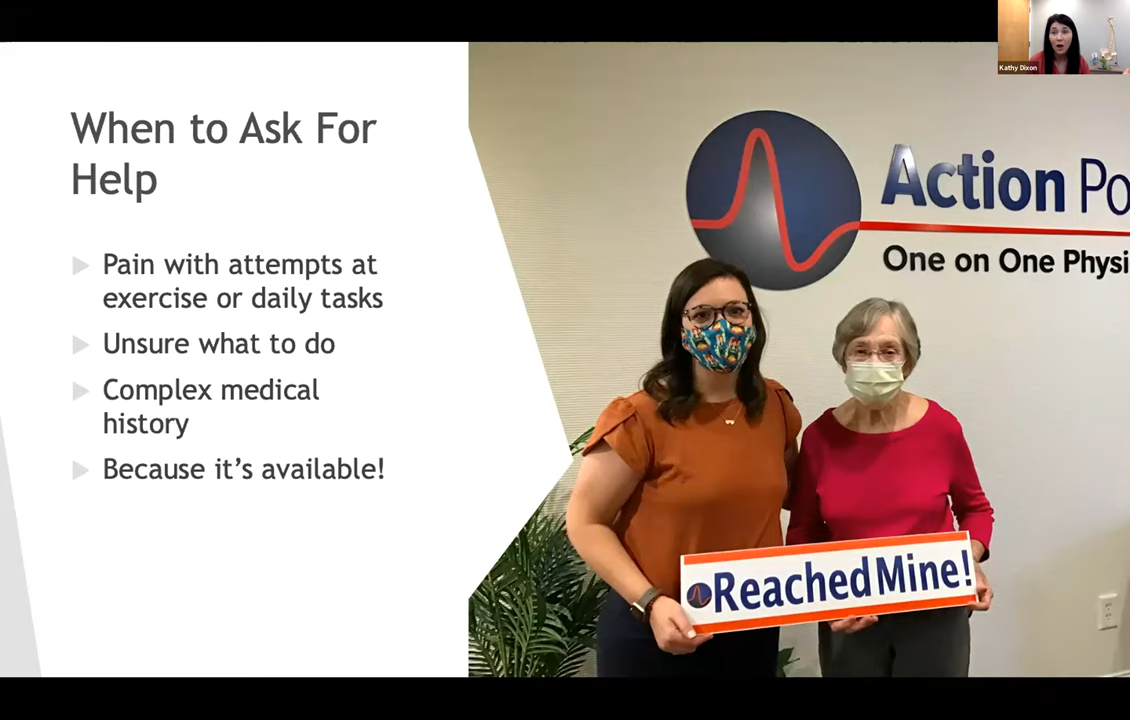 Kathy Dixon
When to Ask For
Help
Pain with attempts at
exercise or daily tasks
Unsure what to do
Complex medical
history
Because it’s available!
Action Po
One on One Physi
Reached Mine!